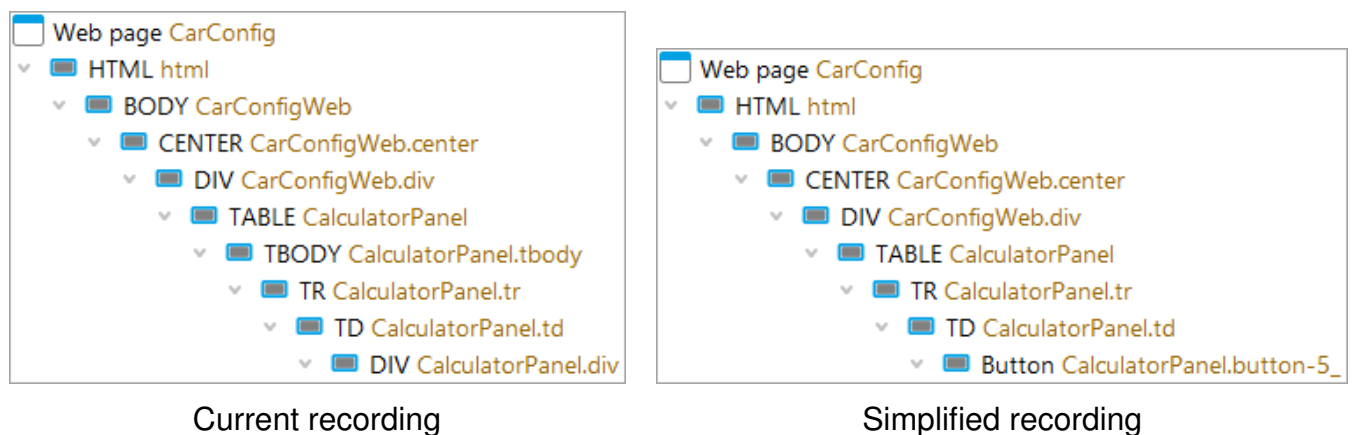 Web page CarConfig
HTML html
BODY CarConfigWeb
CENTER CarConfigWeb.center
DIV CarConfigWeb.div
TABLE CalculatorPanel
TBODY CalculatorPanel.tbody
TR CalculatorPanel.tr
TD CalculatorPanel.td
DIV CalculatorPanel.div
Current recording
Web page CarConfig
HTML html
BODY CarConfigWeb
CENTER CarConfigWeb.center
DIV CarConfigWeb.div
TABLE CalculatorPanel
TR CalculatorPanel.tr
TD CalculatorPanel.td
Button CalculatorPanel.button-5_
Simplified recording